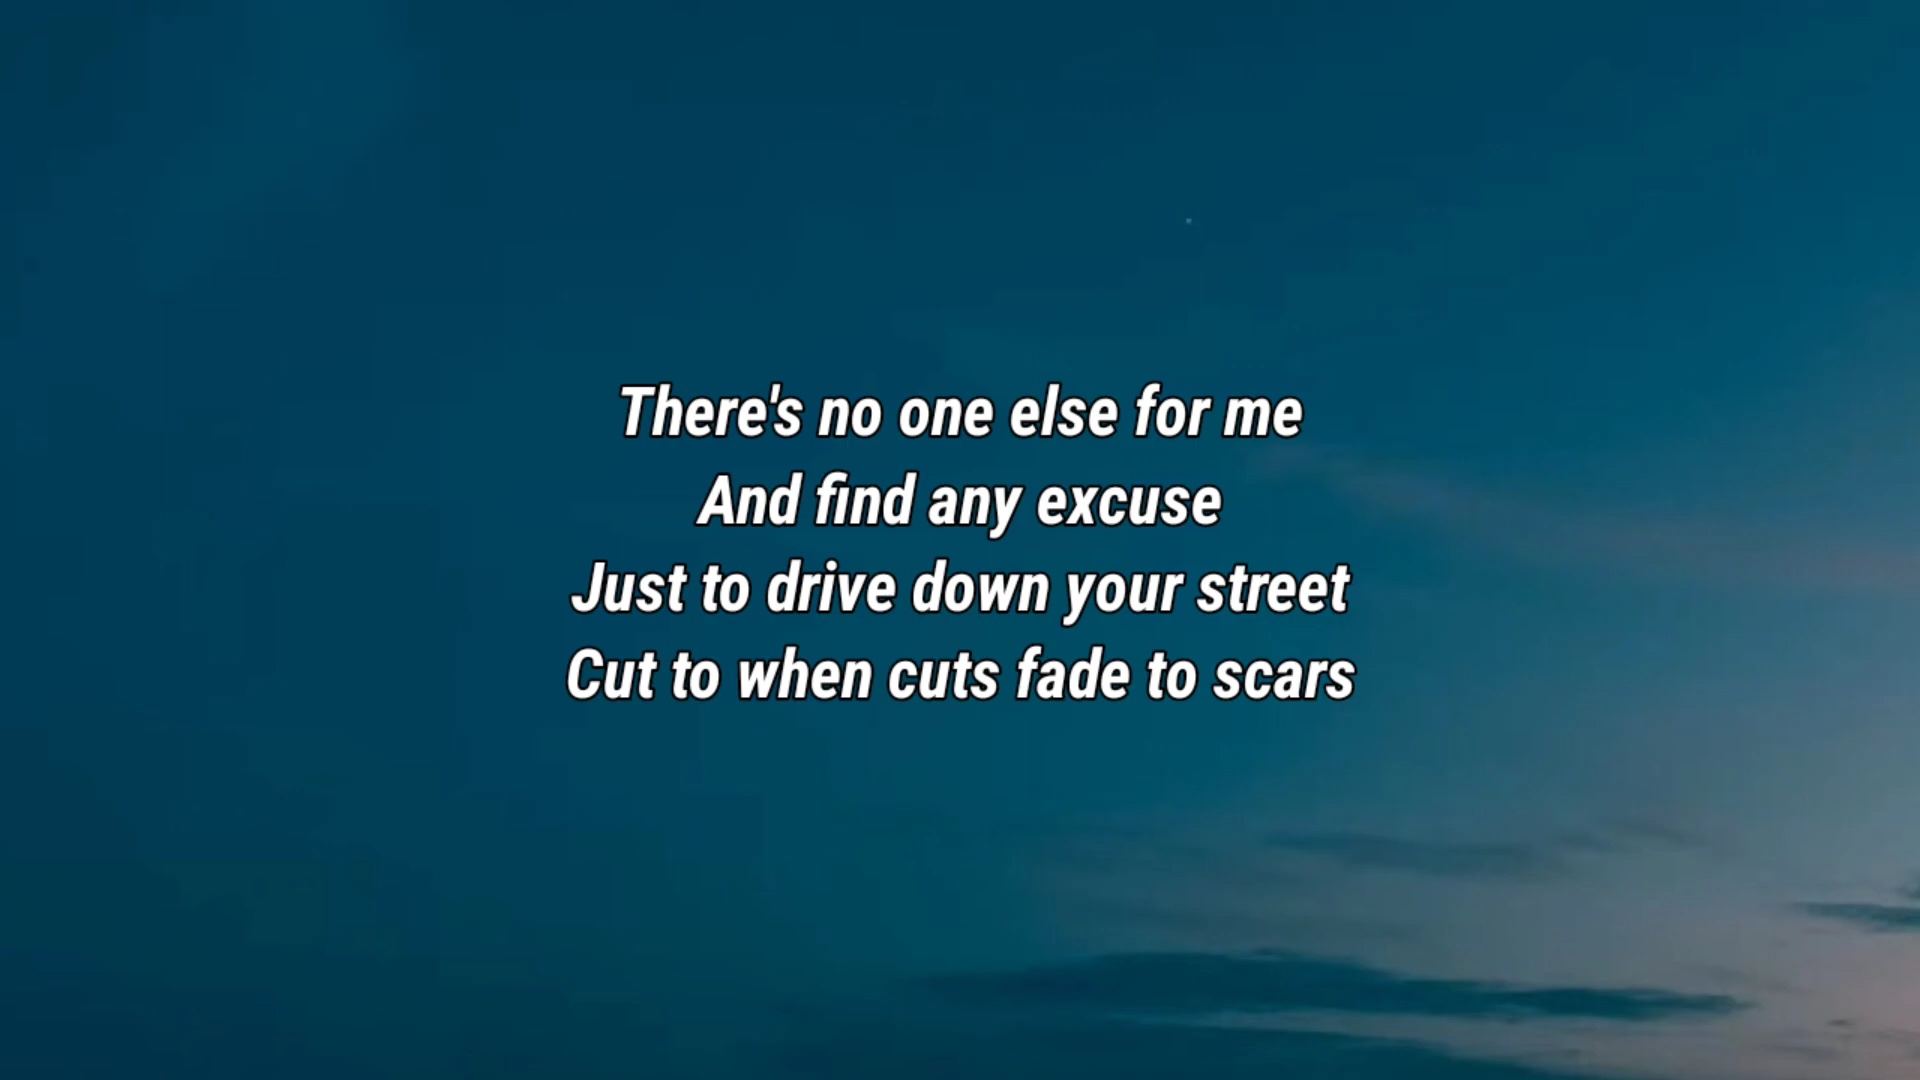 There's no one else for me
And find any excuse
Just to drive down your street
Cut to when cuts fade to scars